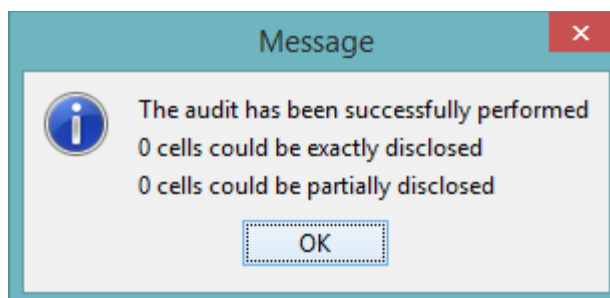 Message
The audit has been successfully performed
0 cells could be exactly disclosed
0 cells could be partially disclosed
OK